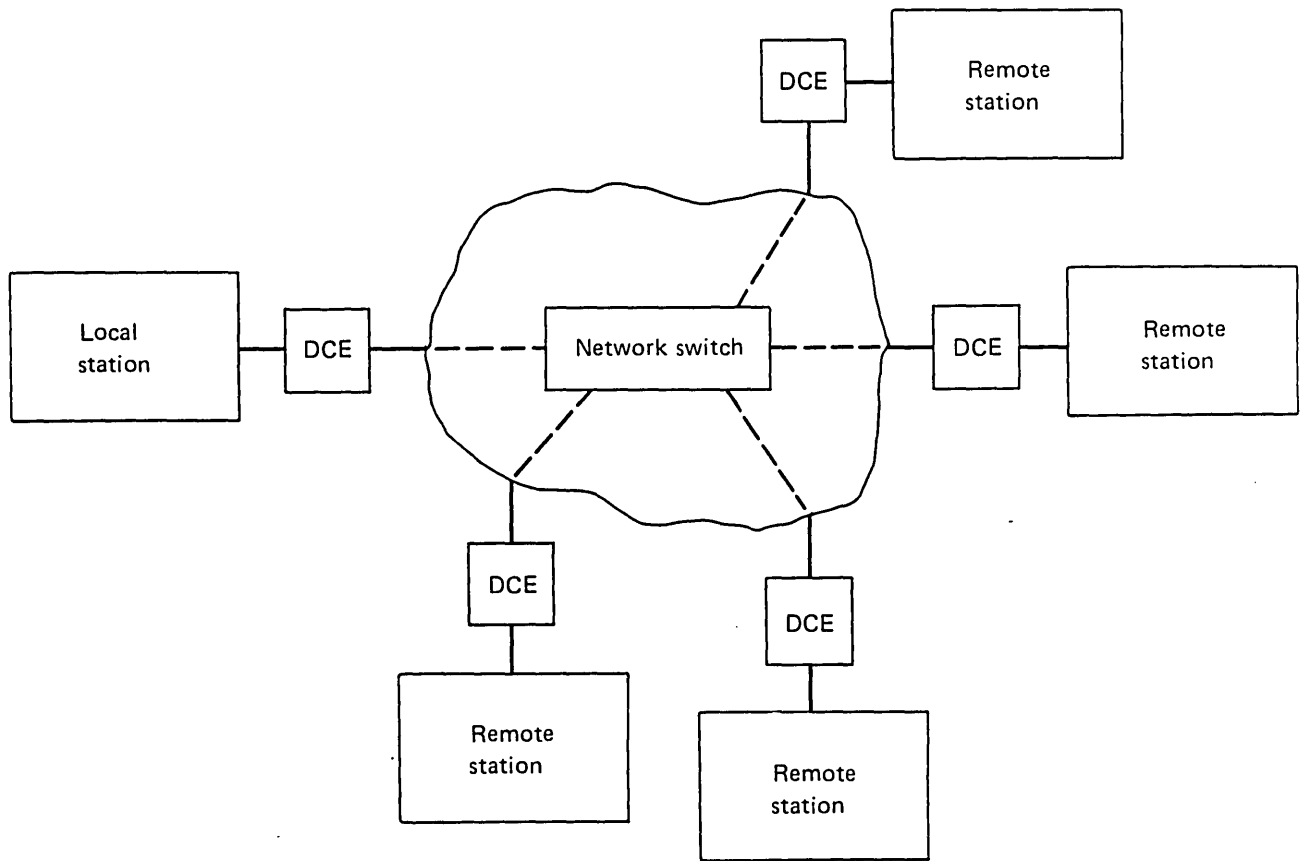 DCE
Remote
station
Local
station
DCE
Network switch
DCE
Remote
station
DCE
Remote
station
DCE
Remote
station